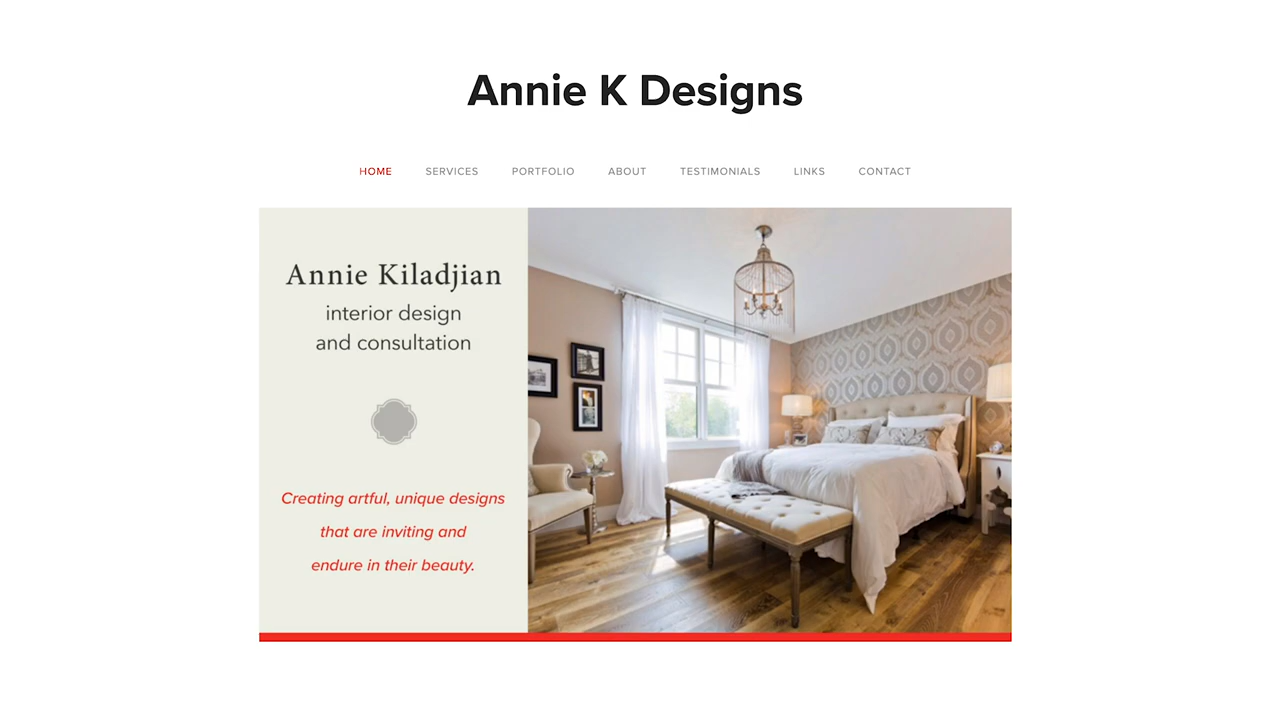 Annie K Designs
HOME SERVICES PORTFOLIO ABOUT TESTIMONIALS LINKS CONTACT
Annie Kiladjian
interior design
and consultation
Creating artful, unique designs
that are inviting and
endure in their beauty.